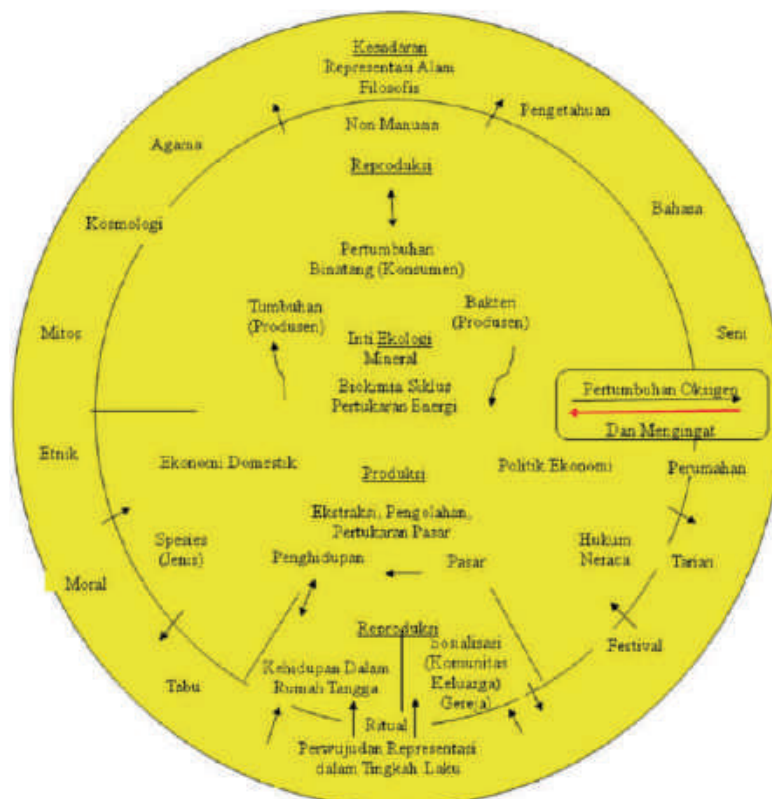 Kesadaran
Representasi Alam
Filosofis
Pengetahuan
Non Manusia
Agama
Reproduksi
Bahasa
Kosmologi
Pertumbuhan
Binatang (Konsumen)
Tumbuhan
(Produsen)
Bakteri
(Produsen)
Mitos
Seni
Inti Ekologi
Mineral
Biokimia Siklus
Pertukaran Energi
Pertumbuhan Oksigen
Dan Mengingat
Etnik
Ekonomi Domestik
Produksi
Politik Ekonomi
Perumahan
Ekstraksi, Pengolahan,
Pertukaran Pasar
Spesies
(Jenis)
Penghidupan
Pasar
Hukum
Neraca
Tarian
Moral
Reproduksi
Sosialisasi
(Komunitas
Keluarga)
Gereja)
Festival
Kehidupan Dalam
Rumah Tangga
Tabu
Ritual
Perwujudan Representasi
dalam Tingkah Laku